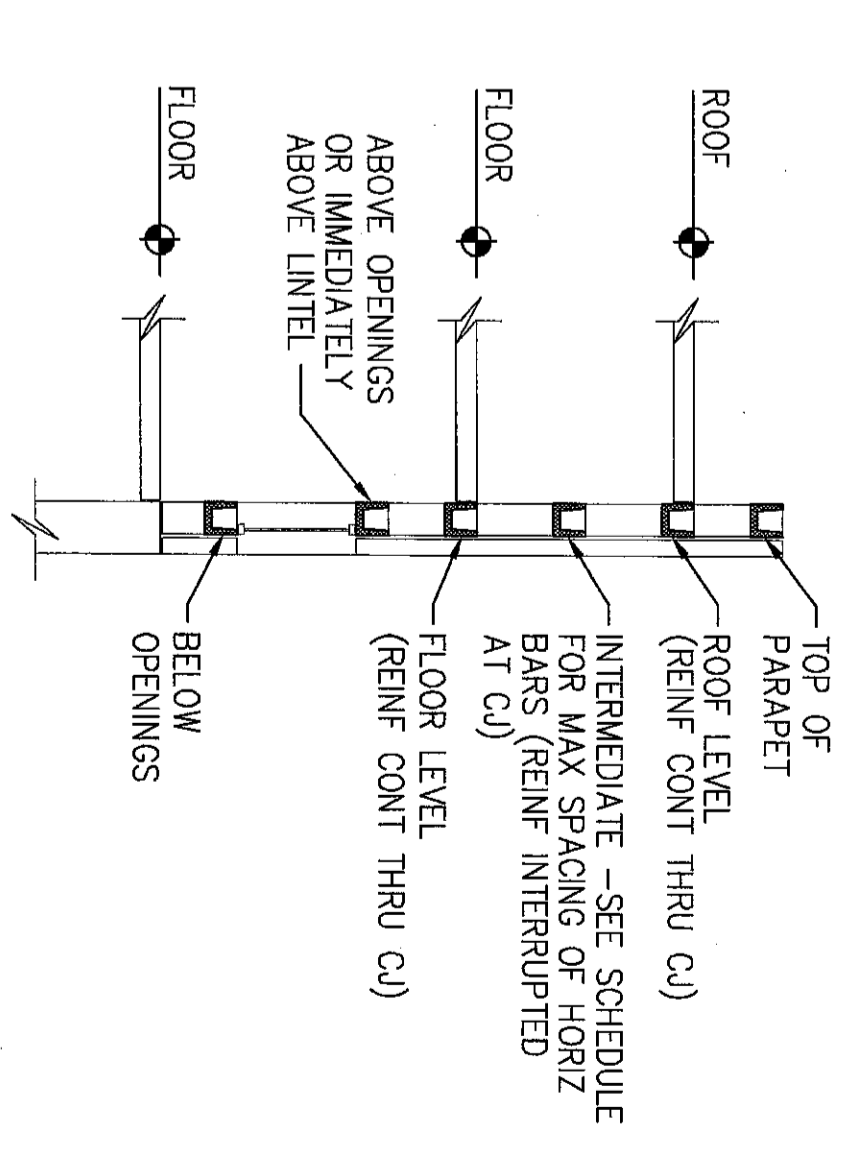 ROOF
FLOOR
ABOVE OPENINGS
OR IMMEDIATELY
ABOVE LINTEL
FLOOR
TOP OF
PARAPET
ROOF LEVEL
(REINF CONT THRU CJ)
INTERMEDIATE -SEE SCHEDULE
FOR MAX SPACING OF HORIZ
BARS (REINF INTERRUPTED
AT CJ)
FLOOR LEVEL
(REINF CONT THRU CJ)
BELOW
OPENINGS